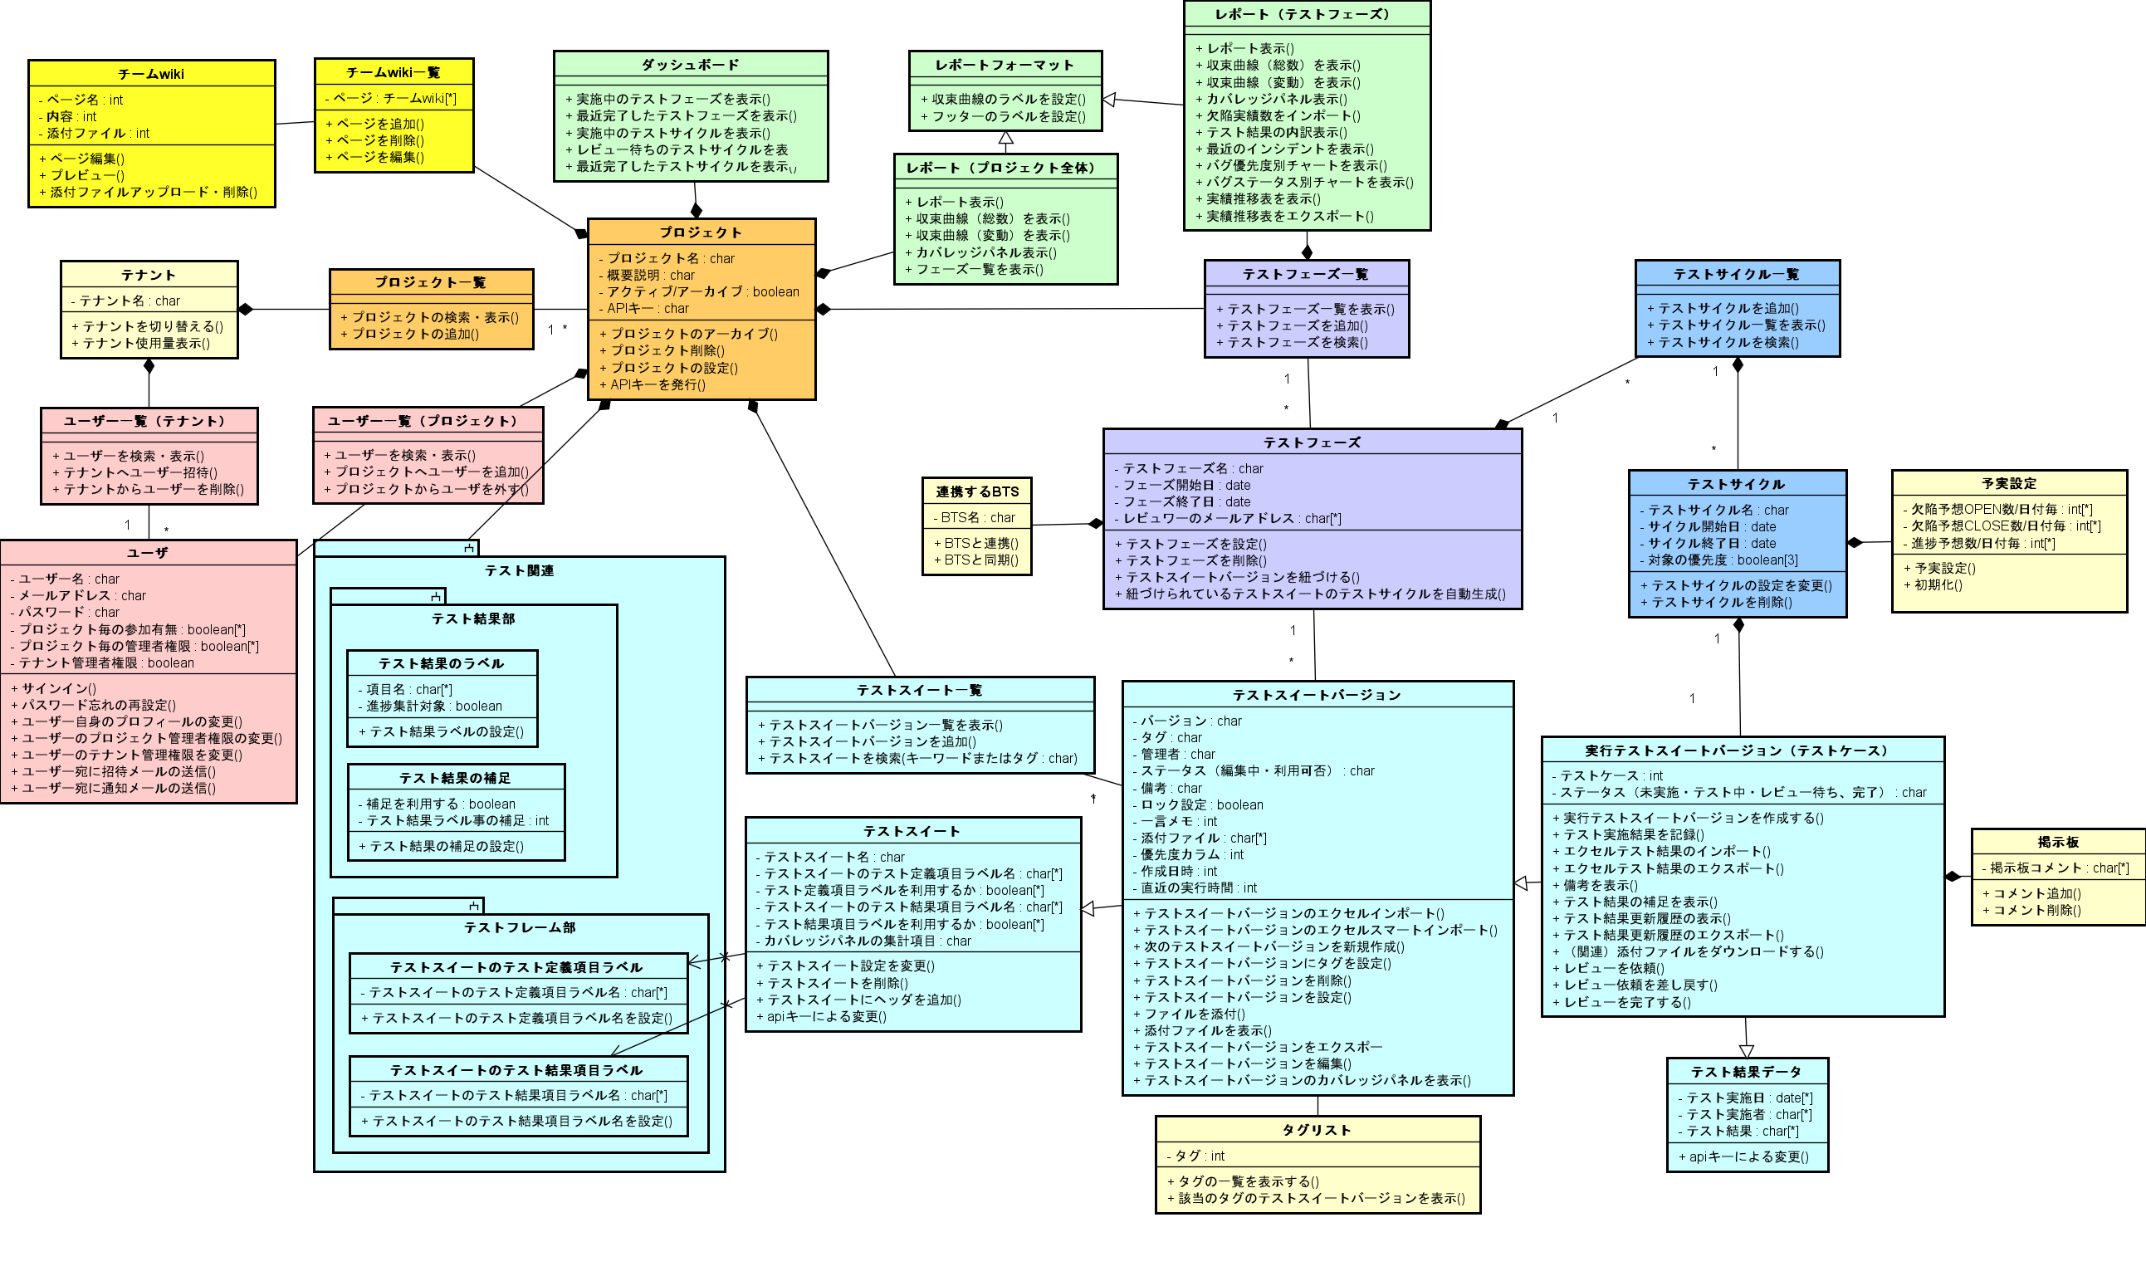 チームwiki
- ページ名 : int
- 内容 : int
- 添付ファイル : int
+ ページ編集()
+ プレビュー()
+ 添付ファイルアップロード・削除()
チームwiki一覧
- ページ : チームwiki[*]
+ ページを追加()
+ ページを削除()
+ ページを編集()
ダッシュボード
+ 実施中のテストフェーズを表示()
+ 最近完了したテストフェーズを表示()
+ 実施中のテストサイクルを表示()
+ レビュー待ちのテストサイクルを表
+ 最近完了したテストサイクルを表示()
レポートフォーマット
+ 収束曲線のラベルを設定()
+ フッターのラベルを設定()
レポート（テストフェーズ）
+ レポート表示()
+ 収束曲線（総数）を表示()
+ 収束曲線（変動）を表示()
+ カバレッジパネル表示()
+ 欠陥実績数をインポート()
+ テスト結果の内訳表示()
+ 最近のインシデントを表示()
+ バグ優先度別チャートを表示()
+ バグステータス別チャートを表示()
+ 実績推移表を表示()
+ 実績推移表をエクスポート()
レポート（プロジェクト全体）
+ レポート表示()
+ 収束曲線（総数）を表示()
+ 収束曲線（変動）を表示()
+ カバレッジパネル表示()
+ フェーズ一覧を表示()
テナント
- テナント名 : char
+ テナントを切り替える()
+ テナント使用量表示()
プロジェクト一覧
+ プロジェクトの検索・表示()
+ プロジェクトの追加()
1
*
プロジェクト
- プロジェクト名 : char
- 概要説明 : char
- アクティブ/アーカイブ : boolean
- APIキー : char
+ プロジェクトのアーカイブ()
+ プロジェクト削除()
+ プロジェクトの設定()
+ APIキーを発行()
テストフェーズ一覧
+ テストフェーズ一覧を表示()
+ テストフェーズを追加()
+ テストフェーズを検索()
1
*
テストサイクル一覧
+ テストサイクルを追加()
+ テストサイクル一覧を表示()
+ テストサイクルを検索()
*
1
1
*
ユーザー一覧（テナント）
+ ユーザーを検索・表示()
+ テナントへユーザー招待()
+ テナントからユーザーを削除()
1
*
ユーザー一覧（プロジェクト）
+ ユーザーを検索・表示()
+ プロジェクトへユーザーを追加()
+ プロジェクトからユーザを外す()
連携するBTS
- BTS名 : char
+ BTSと連携()
+ BTSと同期()
テストフェーズ
- テストフェーズ名 : char
- フェーズ開始日 : date
- フェーズ終了日 : date
- レビュワーのメールアドレス : char[*]
+ テストフェーズを設定()
+ テストフェーズを削除()
+ テストスイートバージョンを紐づける()
+ 紐づけられているテストスイートのテストサイクルを自動生成()
1
*
テストサイクル
- テストサイクル名 : char
- サイクル開始日 : date
- サイクル終了日 : date
- 対象の優先度 : boolean[3]
+ テストサイクルの設定を変更()
+ テストサイクルを削除()
1
1
予実設定
- 欠陥予想OPEN数/日付毎 : int[*]
- 欠陥予想CLOSE数/日付毎 : int[*]
- 進捗予想数/日付毎 : int[*]
+ 予実設定()
+ 初期化()
ユーザ
- ユーザー名 : char
- メールアドレス : char
- パスワード : char
- プロジェクト毎の参加有無 : boolean[*]
- プロジェクト毎の管理者権限 : boolean[*]
- テナント管理者権限 : boolean
+ サインイン()
+ パスワード忘れの再設定()
+ ユーザー自身のプロフィールの変更()
+ ユーザーのプロジェクト管理者権限の変更()
+ ユーザーのテナント管理権限を変更()
+ ユーザー宛に招待メールの送信()
+ ユーザー宛に通知メールの送信()
テスト関連
テスト結果部
テスト結果のラベル
- 項目名 : char[*]
- 進捗集計対象 : boolean
+ テスト結果ラベルの設定()
テスト結果の補足
- 補足を利用する : boolean
- テスト結果ラベル事の補足 : int
+ テスト結果の補足の設定()
テストフレーム部
テストスイートのテスト定義項目ラベル
- テストスイートのテスト定義項目ラベル名 : char[*]
+ テストスイートのテスト定義項目ラベル名を設定()
テストスイートのテスト結果項目ラベル
- テストスイートのテスト結果項目ラベル名 : char[*]
+ テストスイートのテスト結果項目ラベル名を設定()
テストスイート一覧
+ テストスイートバージョン一覧を表示()
+ テストスイートバージョンを追加()
+ テストスイートを検索(キーワードまたはタグ : char)
テストスイート
- テストスイート名 : char
- テストスイートのテスト定義項目ラベル名 : char[*]
- テスト定義項目ラベルを利用するか : boolean[*]
- テストスイートのテスト結果項目ラベル名 : char[*]
- テスト結果項目ラベルを利用するか : boolean[*]
- カバレッジパネルの集計項目 : char
+ テストスイート設定を変更()
+ テストスイートを削除()
+ テストスイートにヘッダを追加()
+ apiキーによる変更()
テストスイートバージョン
- バージョン : char
- タグ : char
- 管理者 : char
- ステータス（編集中・利用可否） : char
- 備考 : char
- ロック設定 : boolean
- 一言メモ : int
- 添付ファイル : char[*]
- 優先度カラム : int
- 作成日時 : int
- 直近の実行時間 : int
+ テストスイートバージョンのエクセルインポート()
+ テストスイートバージョンのエクセルスマートインポート()
+ 次のテストスイートバージョンを新規作成()
+ テストスイートバージョンにタグを設定()
+ テストスイートバージョンを削除()
+ テストスイートバージョンを設定()
+ ファイルを添付()
+ 添付ファイルを表示()
+ テストスイートバージョンをエクスポー
+ テストスイートバージョンを編集()
+ テストスイートバージョンのカバレッジパネルを表示()
実行テストスイートバージョン（テストケース）
- テストケース : int
- ステータス（未実施・テスト中・レビュー待ち、完了） : char
+ 実行テストスイートバージョンを作成する()
+ テスト実施結果を記録()
+ エクセルテスト結果のインポート()
+ エクセルテスト結果のエクスポート()
+ 備考を表示()
+ テスト結果の補足を表示()
+ テスト結果更新履歴の表示()
+ テスト結果更新履歴のエクスポート()
+ （関連）添付ファイルをダウンロードする()
+ レビューを依頼()
+ レビュー依頼を差し戻す()
+ レビューを完了する()
掲示板
- 掲示板コメント : char[*]
+ コメント追加()
+ コメント削除()
テスト結果データ
- テスト実施日 : date[*]
- テスト実施者 : char[*]
- テスト結果 : char[*]
+ apiキーによる変更()
タグリスト
- タグ : int
+ タグの一覧を表示する()
+ 該当のタグのテストスイートバージョンを表示()